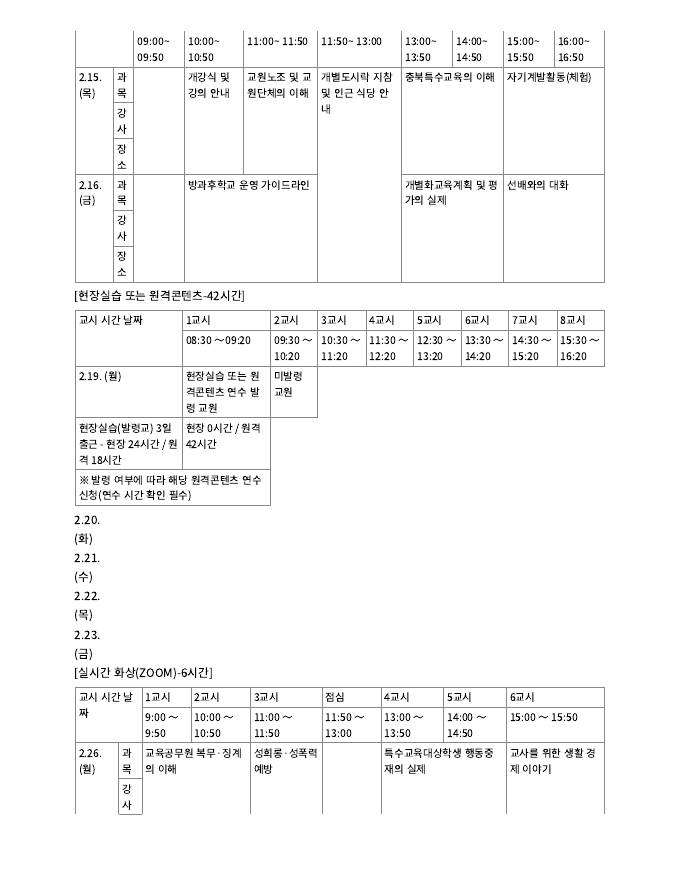 09:00~ 10:00~ 11:00~ 11:50 11:50~ 13:00 13:00~ 14:00~ 15:00~ 16:00~
09:50 10:50 13:50 14:50 15:50 16:50
2.15. 과 개강식 및 교원노조 및 교 개별도시락 지참 충북특수교육의 이해 자기계발활동(체험)
(목) 목 강의 안내 원단체의 이해 및 인근 식당 안
강 내
사
장
소
2.16. 과 방과후학교 운영 가이드라인 개별화교육계획 및 평 선배와의 대화
(금) 목 가의 실제
강
사
장
소
[현장실습 또는 원격콘텐츠-42시간]
교시 시간 날짜 1교시 2교시 3교시 4교시 5교시 6교시 7교시 8교시
08:30 ～09:20 09:30 ～ 10:30 ～ 11:30 ～ 12:30 ～ 13:30 ～ 14:30 ～ 15:30 ～
10:20 11:20 12:20 13:20 14:20 15:20 16:20
2.19. (월) 현장실습 또는 원 미발령
격콘텐츠 연수 발 교원
령 교원
현장실습(발령교) 3일 현장 0시간 / 원격
출근 - 현장 24시간 / 원 42시간
격 18시간
※ 발령 여부에 따라 해당 원격콘텐츠 연수
신청(연수 시간 확인 필수)
2.20.
(화)
2.21.
(수)
2.22.
(목)
2.23.
(금)
[실시간 화상(ZOOM)-6시간]
교시 시간 날 1교시 2교시 3교시 점심 4교시 5교시 6교시
짜 9:00 ～ 10:00 ～ 11:00 ～ 11:50 ～ 13:00 ～ 14:00 ～ 15:00 ～ 15:50
9:50 10:50 11:50 13:00 13:50 14:50
2.26. 과 교육공무원 복무·징계 성희롱·성폭력 특수교육대상학생 행동중 교사를 위한 생활 경
(월) 목 의 이해 예방 재의 실제 제 이야기
강
사